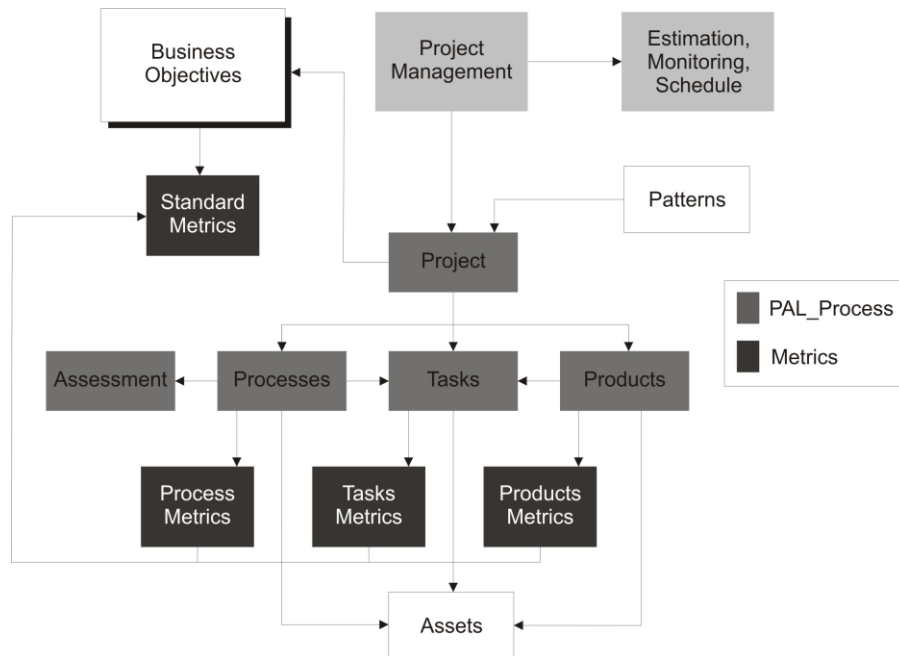 Business
Objectives
Project
Management
Estimation,
Monitoring,
Schedule
Standard
Metrics
Patterns
Project
PAL_Process
Metrics
Assessment
Processes
Tasks
Products
Process
Metrics
Tasks
Metrics
Products
Metrics
Assets